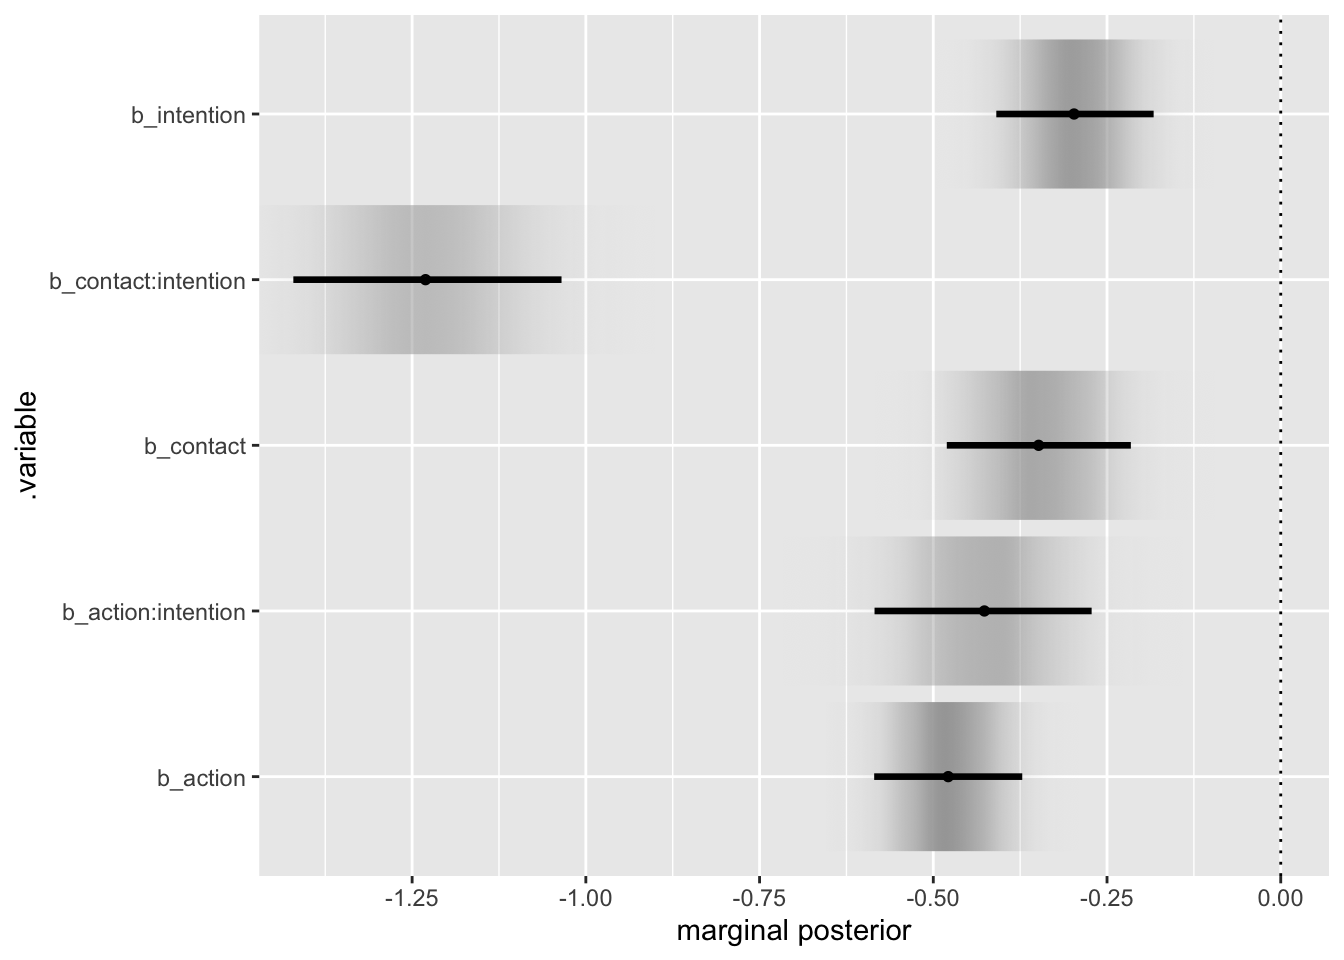 b_intention
b_contact:intention
b_contact
b_action:intention
b_action
.variable
-1.25 -1.00 -0.75 -0.50 -0.25 0.00
marginal posterior